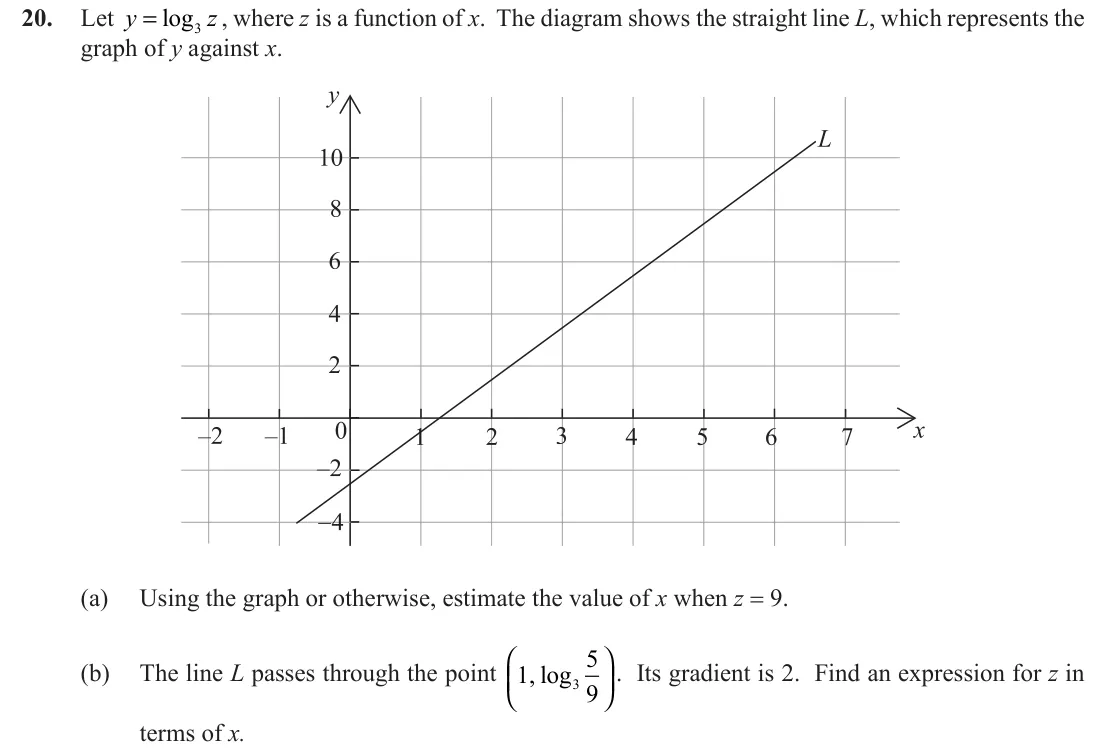 20. Let y = log₃ z, where z is a function of x. The diagram shows the straight line L, which represents the
graph of y against x.
y
L
10
8
6
4
2
–2 –1 0 1 2 3 4 5 6 7 x
–2
–4
(a) Using the graph or otherwise, estimate the value of x when z = 9.
(b) The line L passes through the point (1, log₃ 5/9). Its gradient is 2. Find an expression for z in
terms of x.